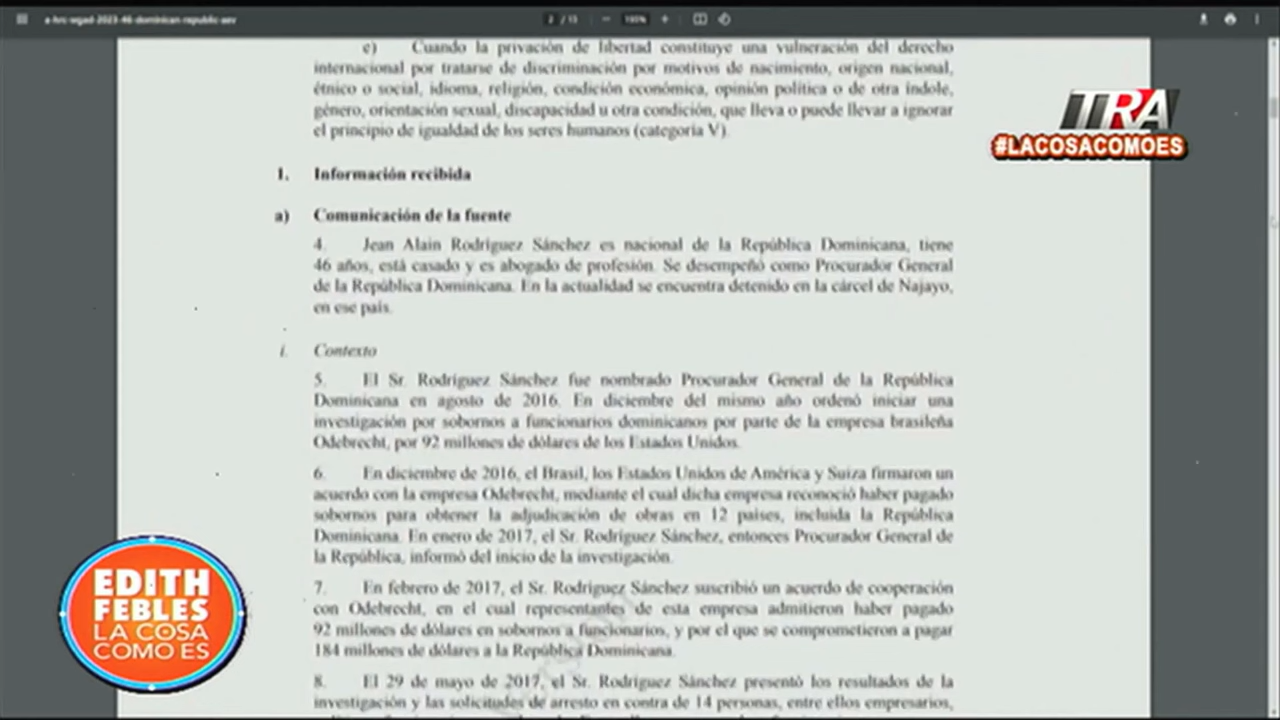 a-hrc-wgad-2023-46-dominican-republic-aev
2 / 13
190%
e) Cuando la privación de libertad constituye una vulneración del derecho
internacional por tratarse de discriminación por motivos de nacimiento, origen nacional,
étnico o social, idioma, religión, condición económica, opinión política o de otra índole,
género, orientación sexual, discapacidad u otra condición, que lleva o puede llevar a ignorar
el principio de igualdad de los seres humanos (categoría V).
TRA
#LACOSACOMOES
1. Información recibida
a) Comunicación de la fuente
4. Jean Alain Rodríguez Sánchez es nacional de la República Dominicana, tiene
46 años, está casado y es abogado de profesión. Se desempeñó como Procurador General
de la República Dominicana. En la actualidad se encuentra detenido en la cárcel de Najayo,
en ese país.
i. Contexto
5. El Sr. Rodríguez Sánchez fue nombrado Procurador General de la República
Dominicana en agosto de 2016. En diciembre del mismo año ordenó iniciar una
investigación por sobornos a funcionarios dominicanos por parte de la empresa brasileña
Odebrecht, por 92 millones de dólares de los Estados Unidos.
6. En diciembre de 2016, el Brasil, los Estados Unidos de América y Suiza firmaron un
acuerdo con la empresa Odebrecht, mediante el cual dicha empresa reconoció haber pagado
sobornos para obtener la adjudicación de obras en 12 países, incluida la República
Dominicana. En enero de 2017, el Sr. Rodríguez Sánchez, entonces Procurador General de
la República, informó del inicio de la investigación.
7. En febrero de 2017, el Sr. Rodríguez Sánchez suscribió un acuerdo de cooperación
con Odebrecht, en el cual representantes de esta empresa admitieron haber pagado
92 millones de dólares en sobornos a funcionarios, y por el que se comprometieron a pagar
184 millones de dólares a la República Dominicana.
8. El 29 de mayo de 2017, el Sr. Rodríguez Sánchez presentó los resultados de la
investigación y las solicitudes de arresto en contra de 14 personas, entre ellos empresarios,
EDITH
FEBLES
LA COSA
COMO ES